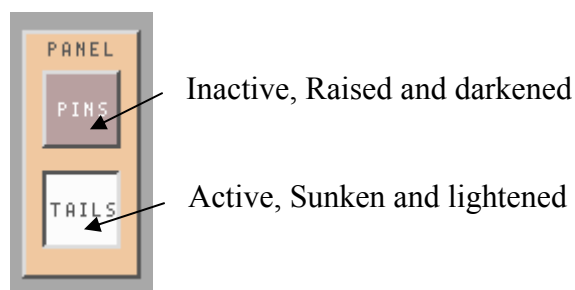 PANEL
PINS
Inactive, Raised and darkened
TAILS
Active, Sunken and lightened